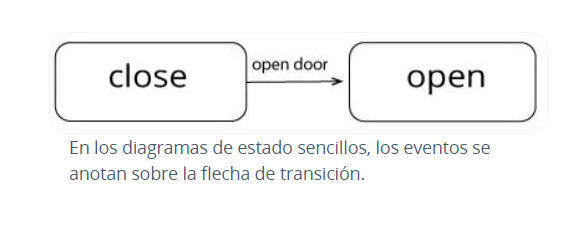 close
open door
open
En los diagramas de estado sencillos, los eventos se
anotan sobre la flecha de transición.